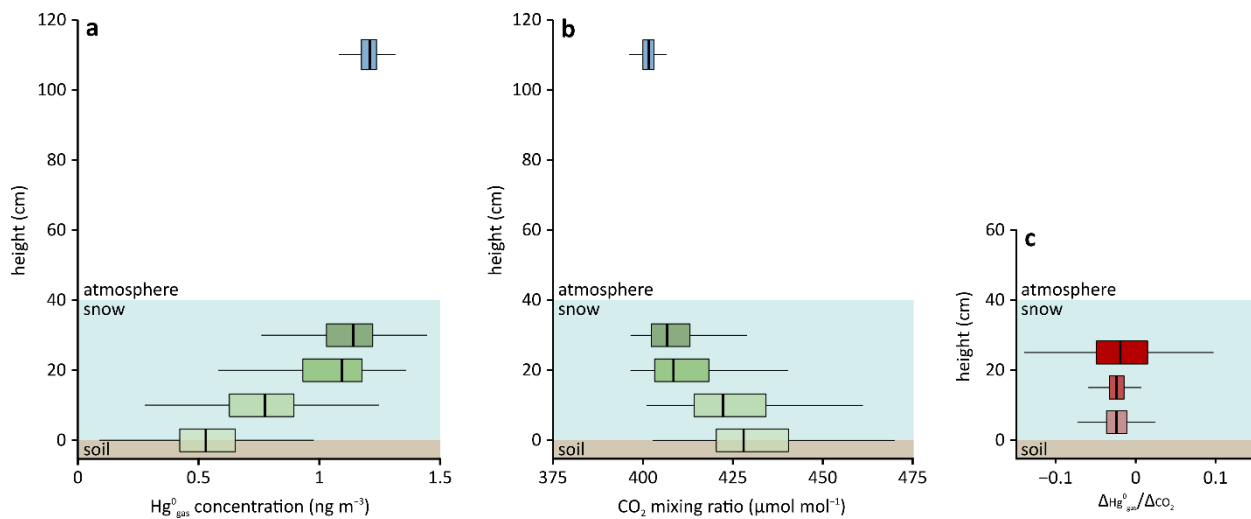 a
120
100
80
60
40
20
0
height (cm)
atmosphere
snow
soil
0
0.5
1
1.5
Hg⁰gas concentration (ng m⁻³)
b
120
100
80
60
40
20
0
height (cm)
atmosphere
snow
soil
375
400
425
450
475
CO₂ mixing ratio (µmol mol⁻¹)
c
60
40
20
0
height (cm)
atmosphere
snow
soil
−0.1
0
0.1
ΔHg⁰gas/ΔCO₂